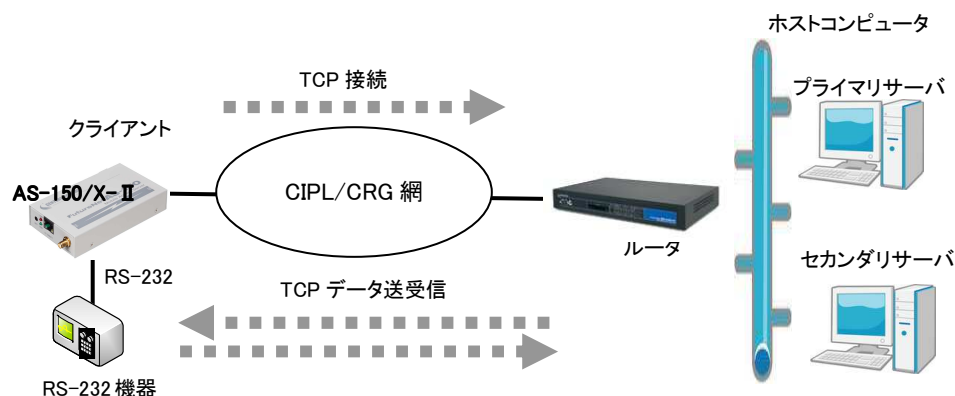 ホストコンピュータ
TCP 接続
プライマリサーバ
クライアント
AS-150/X-Ⅱ
CIPL/CRG 網
ルータ
セカンダリサーバ
RS-232
TCP データ送受信
RS-232 機器